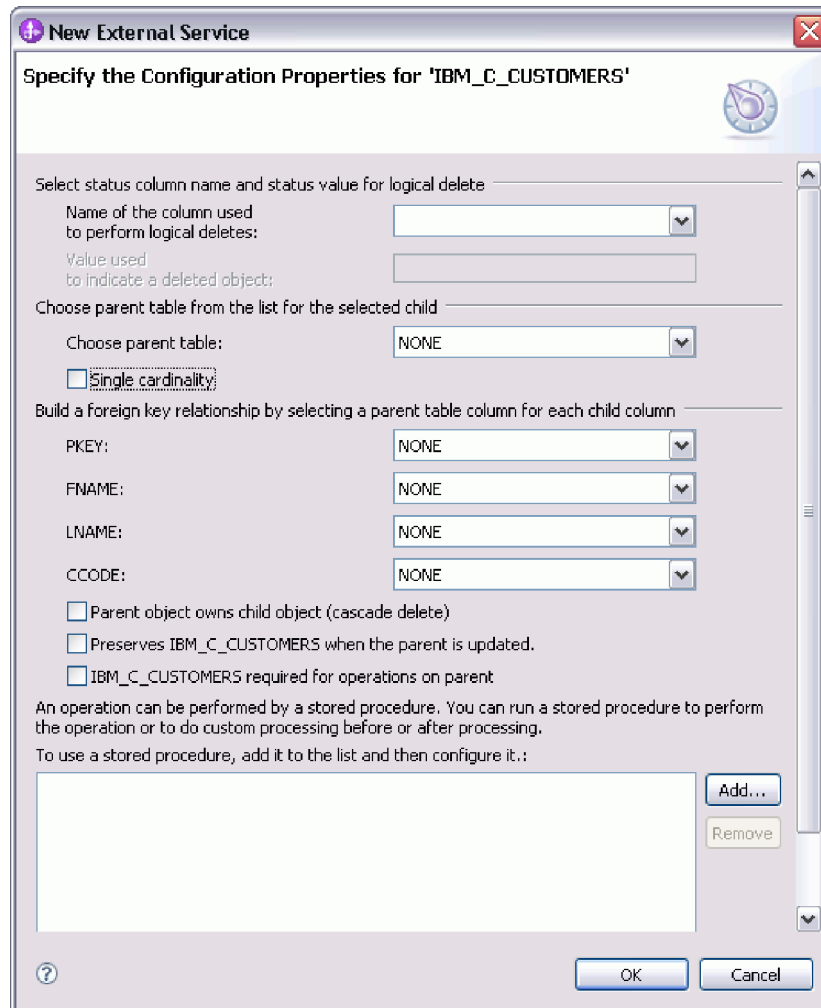 New External Service
Specify the Configuration Properties for 'IBM_C_CUSTOMERS'
Select status column name and status value for logical delete
Name of the column used
to perform logical deletes:
Value used
to indicate a deleted object:
Choose parent table from the list for the selected child
Choose parent table: NONE
Single cardinality
Build a foreign key relationship by selecting a parent table column for each child column
PKEY: NONE
FNAME: NONE
LNAME: NONE
CCODE: NONE
Parent object owns child object (cascade delete)
Preserves IBM_C_CUSTOMERS when the parent is updated.
IBM_C_CUSTOMERS required for operations on parent
An operation can be performed by a stored procedure. You can run a stored procedure to perform
the operation or to do custom processing before or after processing.
To use a stored procedure, add it to the list and then configure it.:
Add...
Remove
?
OK Cancel